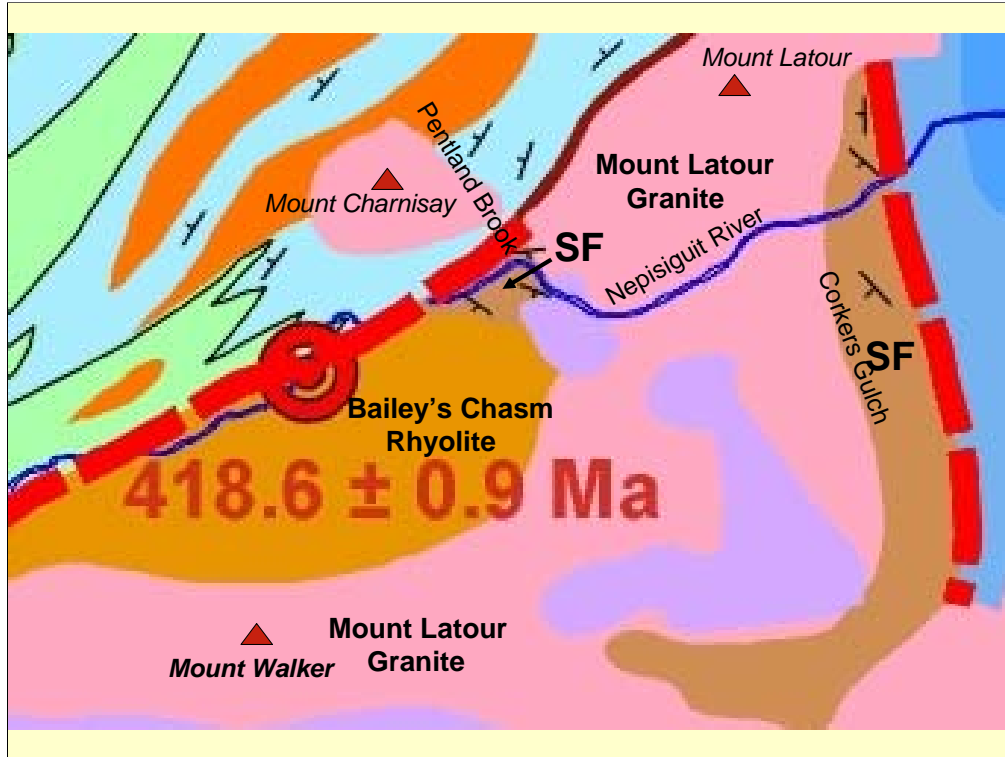 Mount Latour
Pentland Brook
Mount Latour
Granite
Mount Charnisay
SF
Nepisiguit River
Corkers Gulch
SF
Bailey's Chasm
Rhyolite
418.6 ± 0.9 Ma
Mount Latour
Granite
Mount Walker